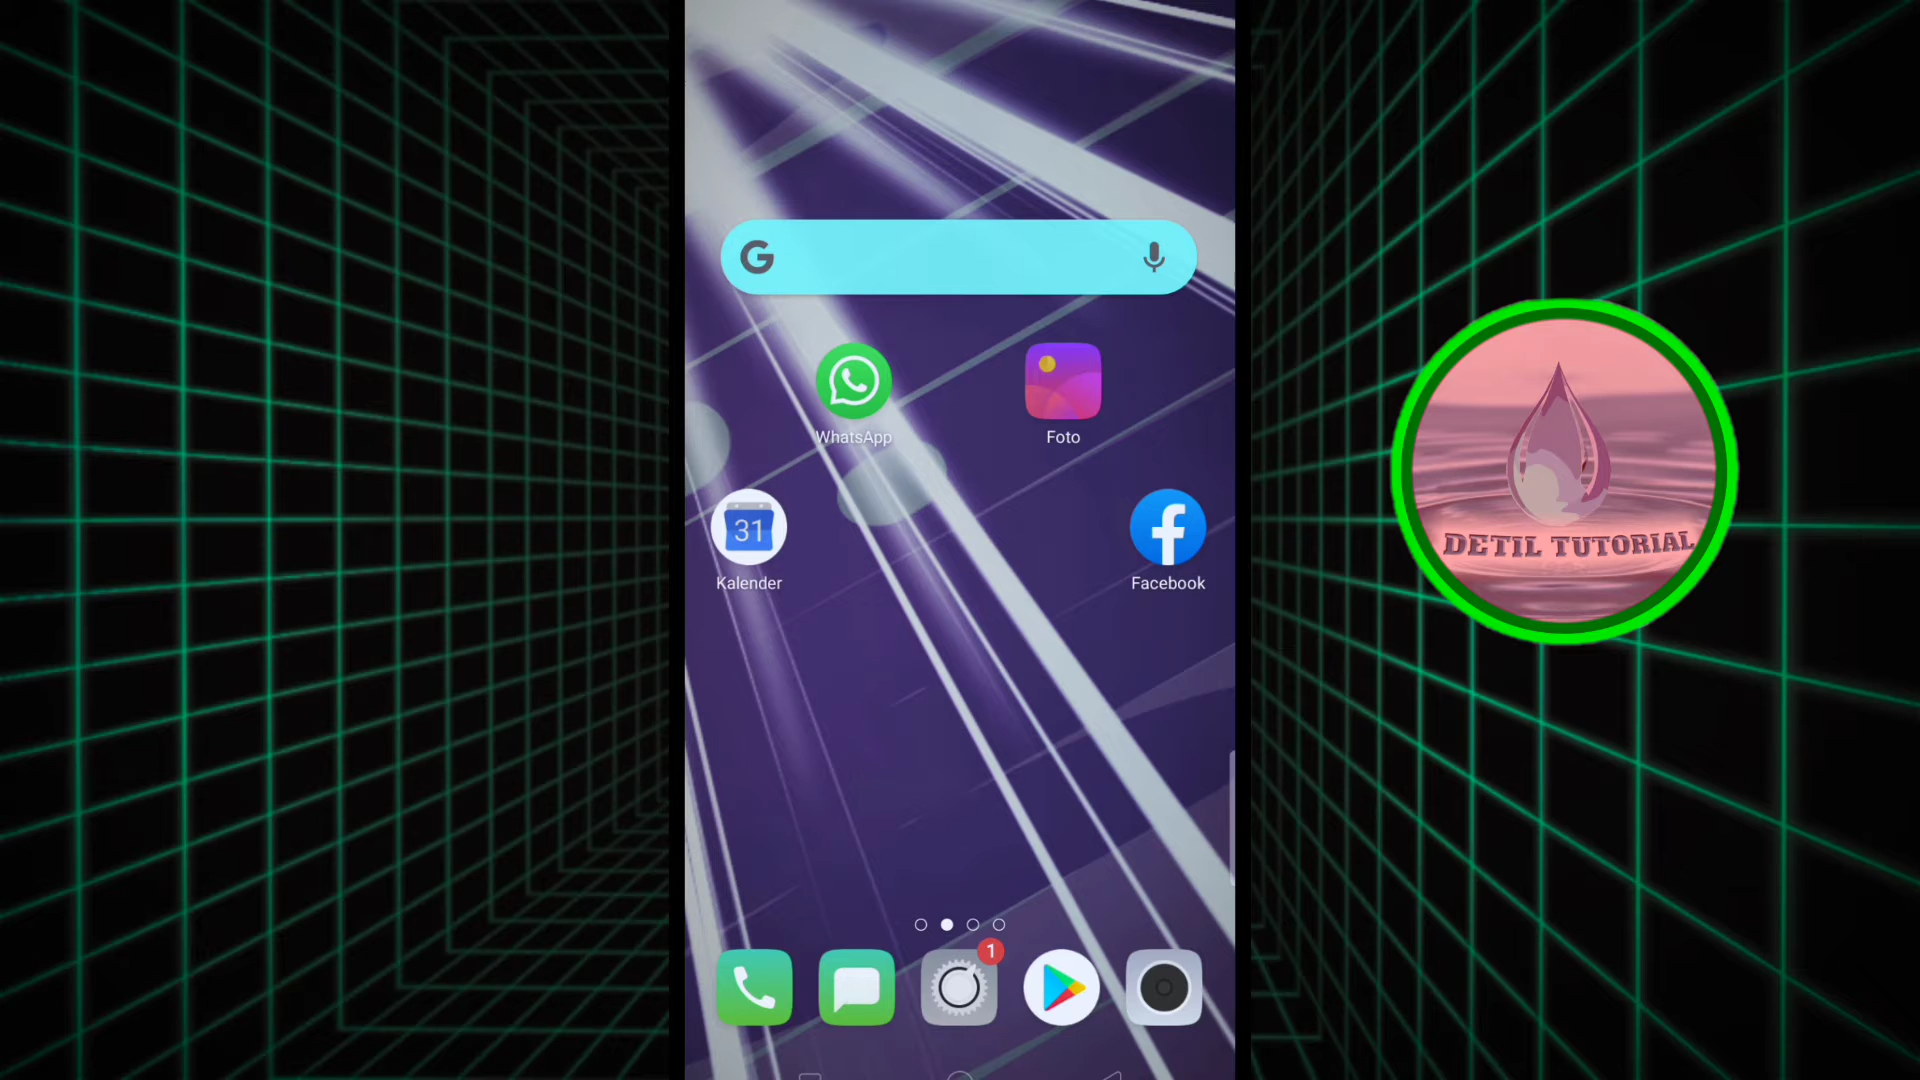 G
WhatsApp
Foto
31
Kalender
Facebook
DETIL TUTORIAL
1